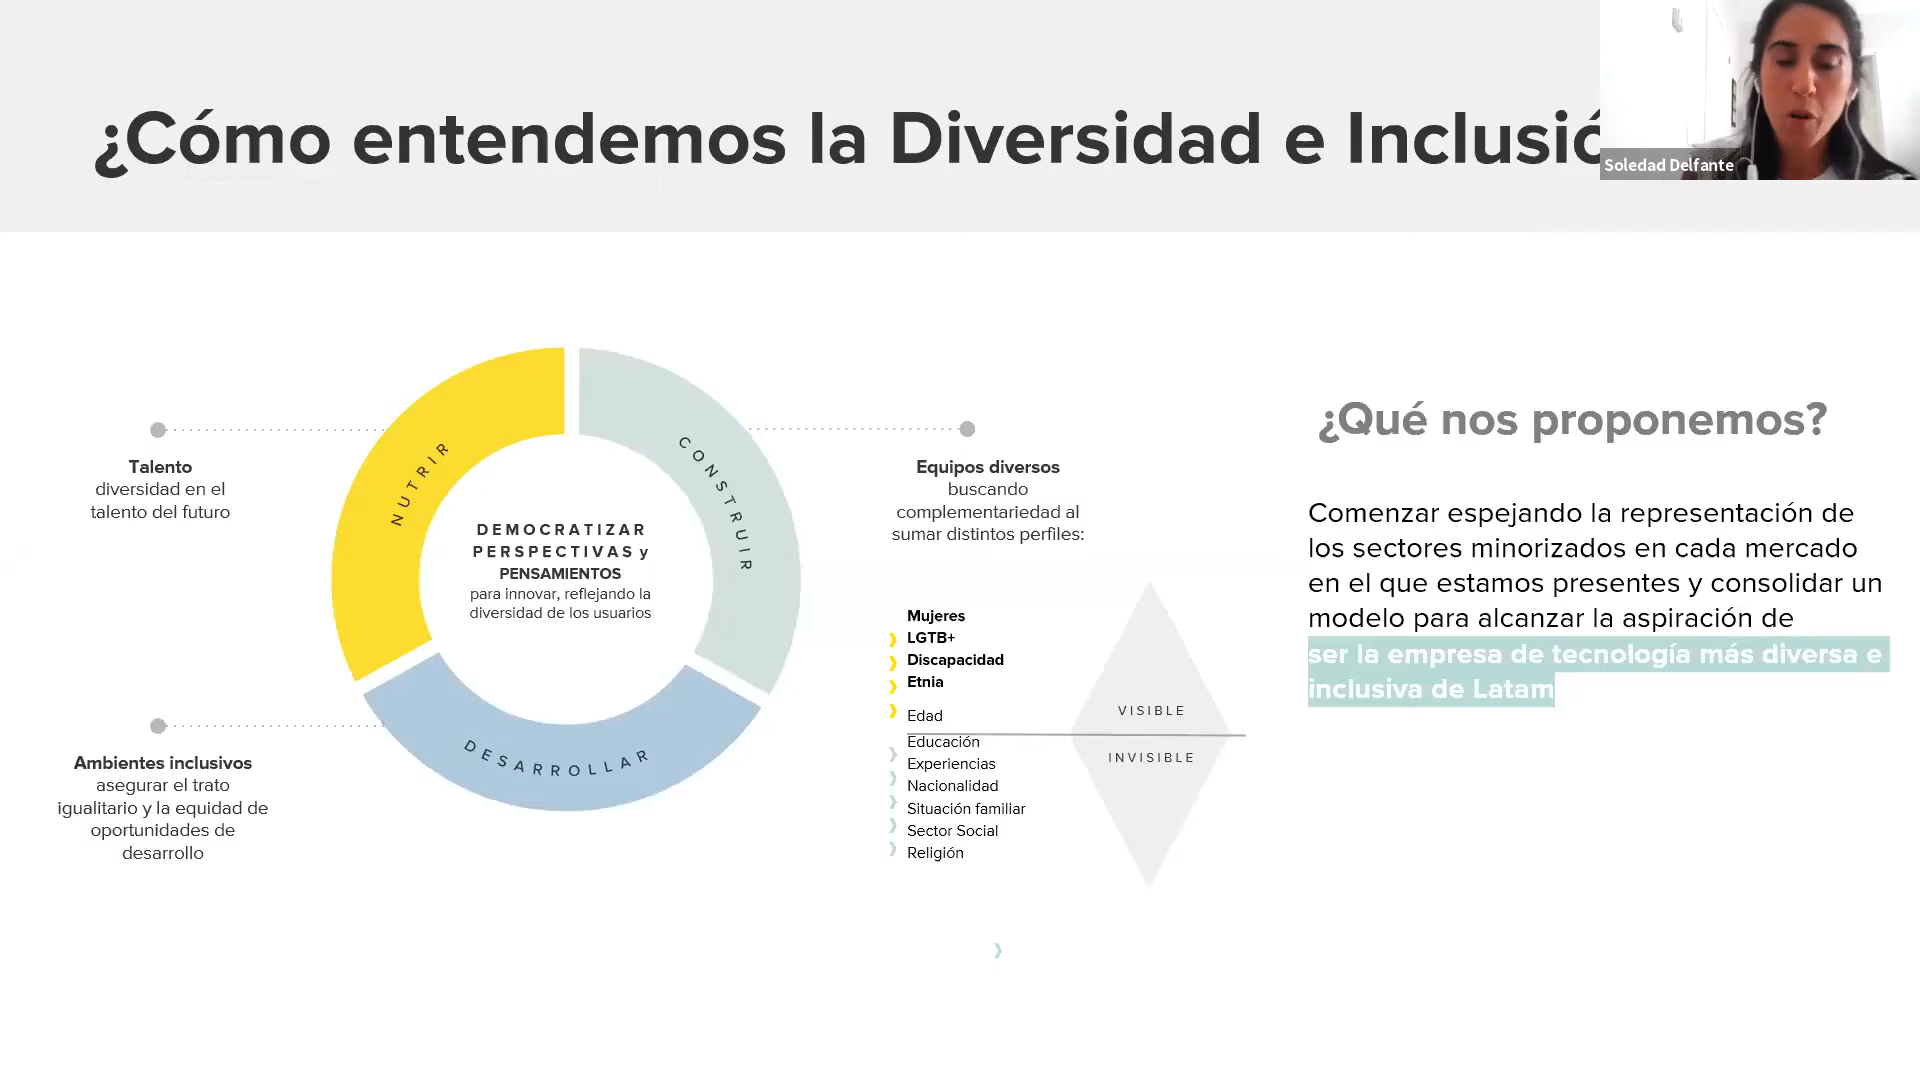 ¿Cómo entendemos la Diversidad e Inclusió
Soledad Delfante
NUTRIR
CONSTRUIR
DESARROLLAR
DEMOCRATIZAR
PERSPECTIVAS y
PENSAMIENTOS
para innovar, reflejando la
diversidad de los usuarios
Talento
diversidad en el
talento del futuro
Ambientes inclusivos
asegurar el trato
igualitario y la equidad de
oportunidades de
desarrollo
Equipos diversos
buscando
complementariedad al
sumar distintos perfiles:
Mujeres
LGTB+
Discapacidad
Etnia
Edad
Educación
Experiencias
Nacionalidad
Situación familiar
Sector Social
Religión
VISIBLE
INVISIBLE
¿Qué nos proponemos?
Comenzar espejando la representación de
los sectores minorizados en cada mercado
en el que estamos presentes y consolidar un
modelo para alcanzar la aspiración de
ser la empresa de tecnología más diversa e
inclusiva de Latam